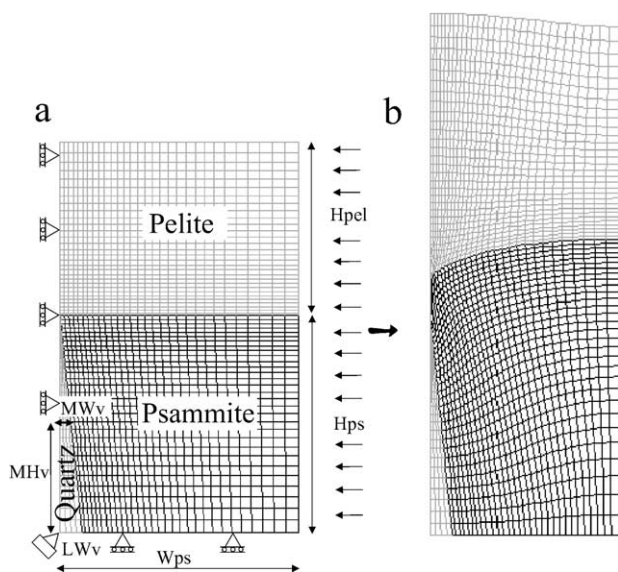 a
b
Pelite
Hpel
Psammite
MWv
Hps
MHv
Quartz
LWv
Wps